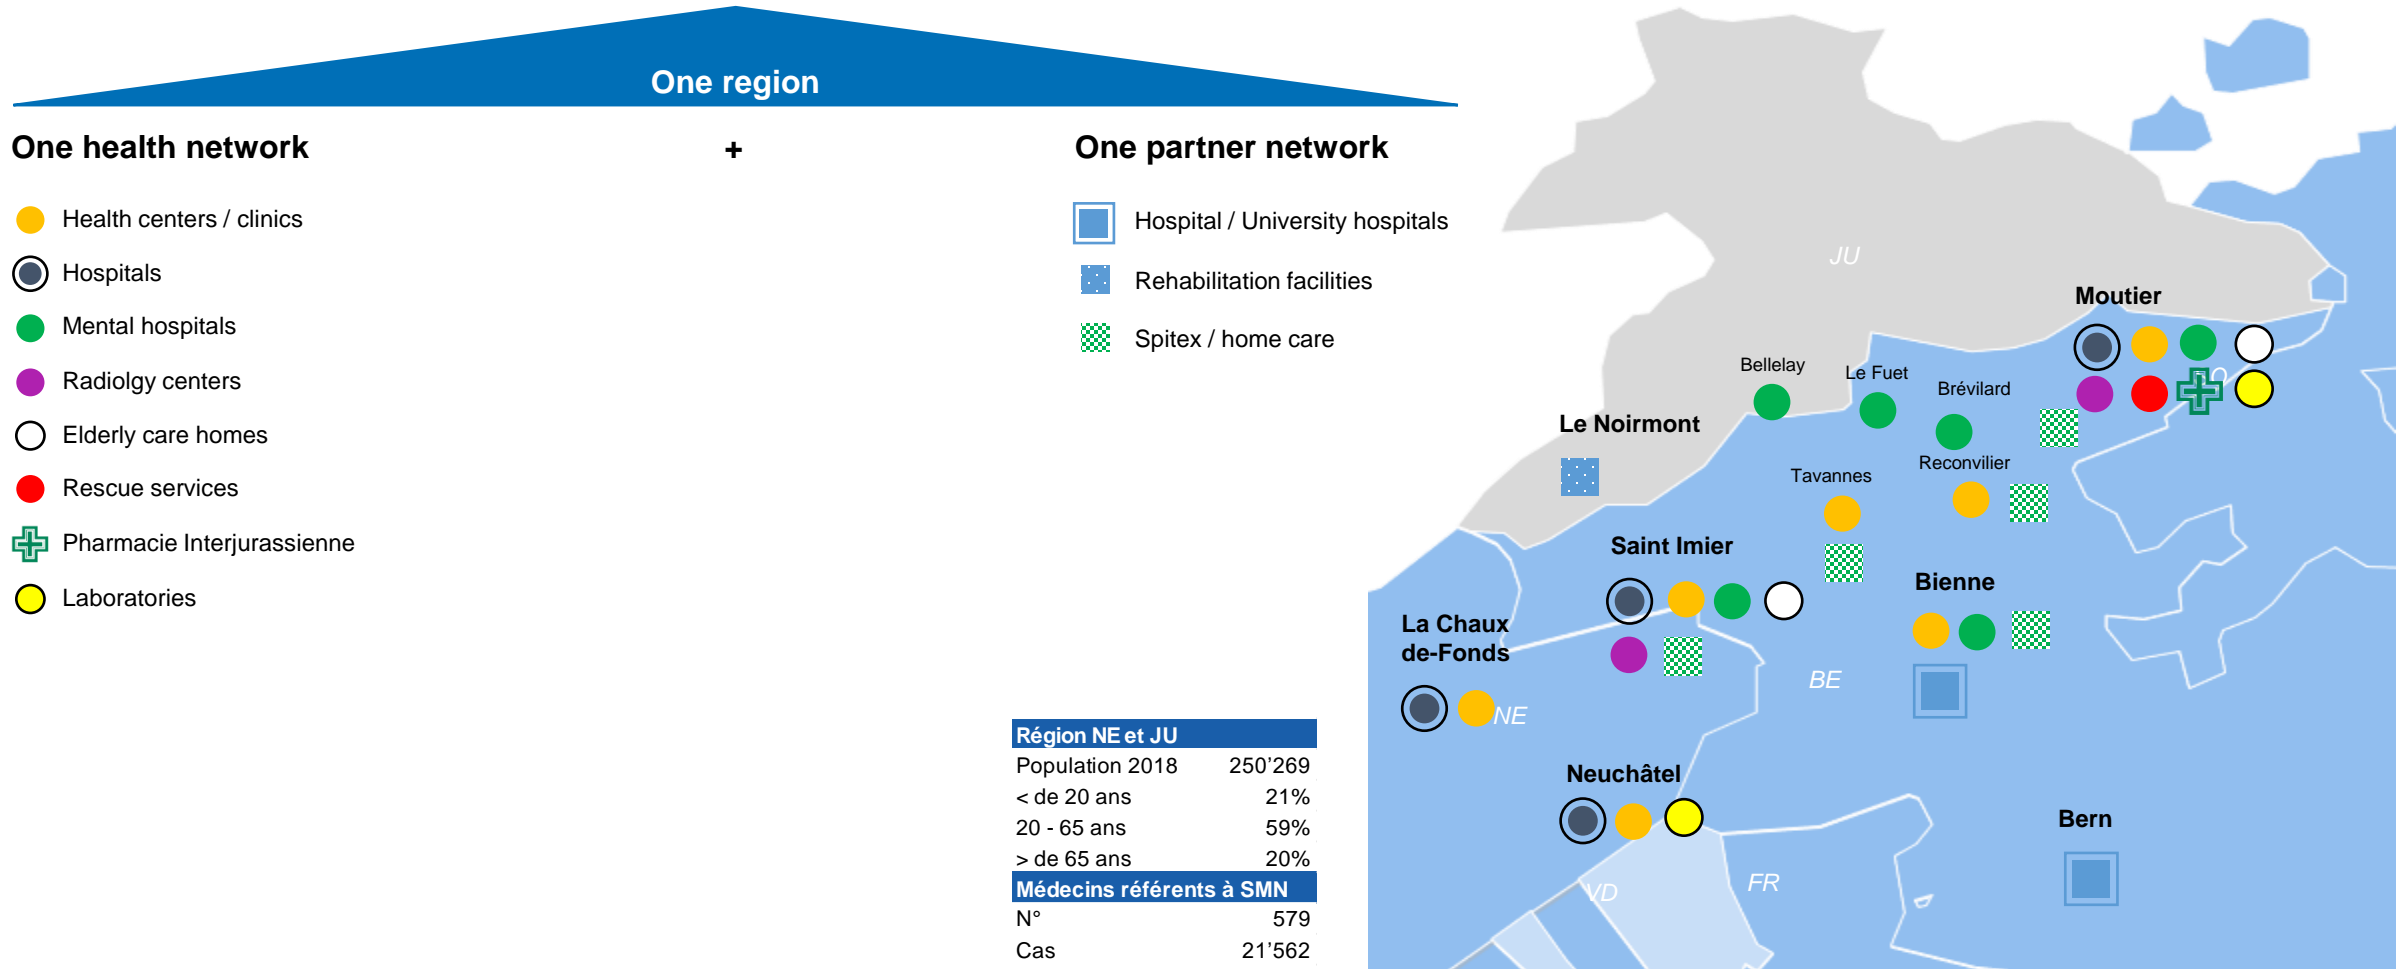 One region
One health network
+
One partner network
Health centers / clinics
Hospitals
Mental hospitals
Radiolgy centers
Elderly care homes
Rescue services
Pharmacie Interjurassienne
Laboratories
Hospital / University hospitals
Rehabilitation facilities
Spitex / home care
Région NE et JU
Population 2018 250’269
< de 20 ans 21%
20 - 65 ans 59%
> de 65 ans 20%
Médecins référents à SMN
N° 579
Cas 21’562
JU
Moutier
SO
Bellelay
Le Fuet
Brévilard
Le Noirmont
Tavannes
Reconvilier
Saint Imier
Bienne
La Chaux
de-Fonds
BE
NE
Neuchâtel
Bern
VD
FR